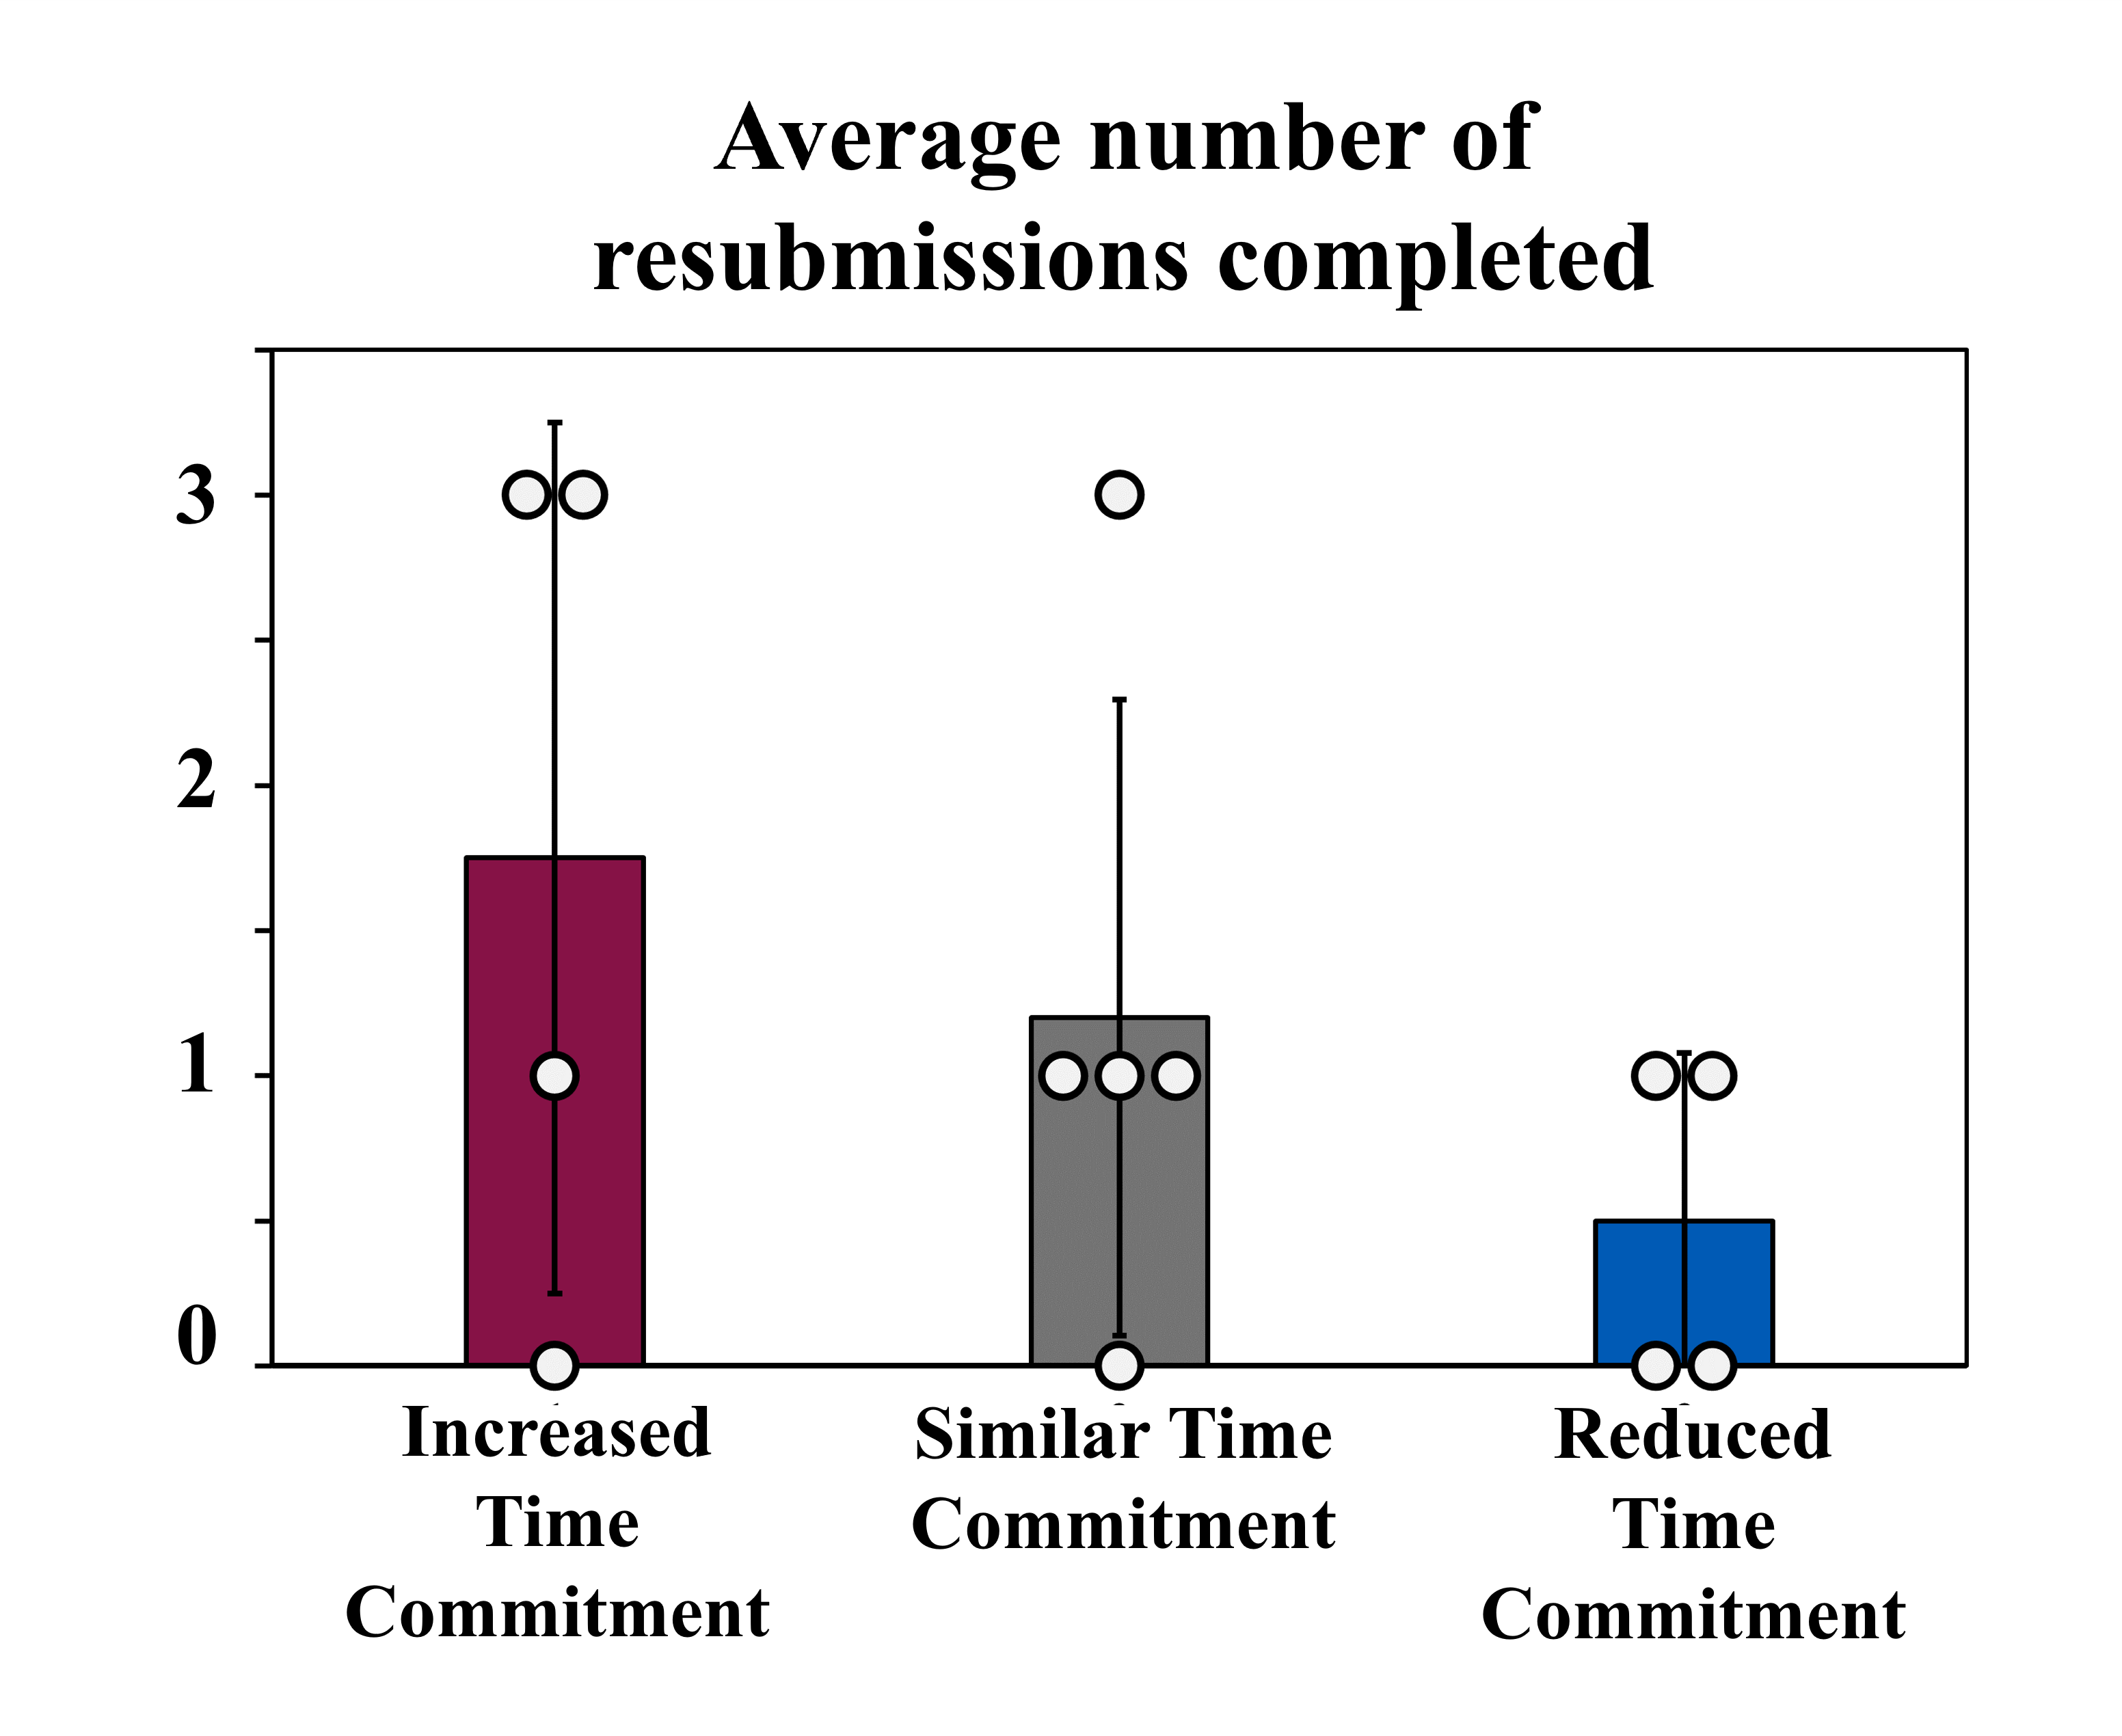 Average number of
resubmissions completed
3
2
1
0
Increased
Time
Commitment
Similar Time
Commitment
Reduced
Time
Commitment